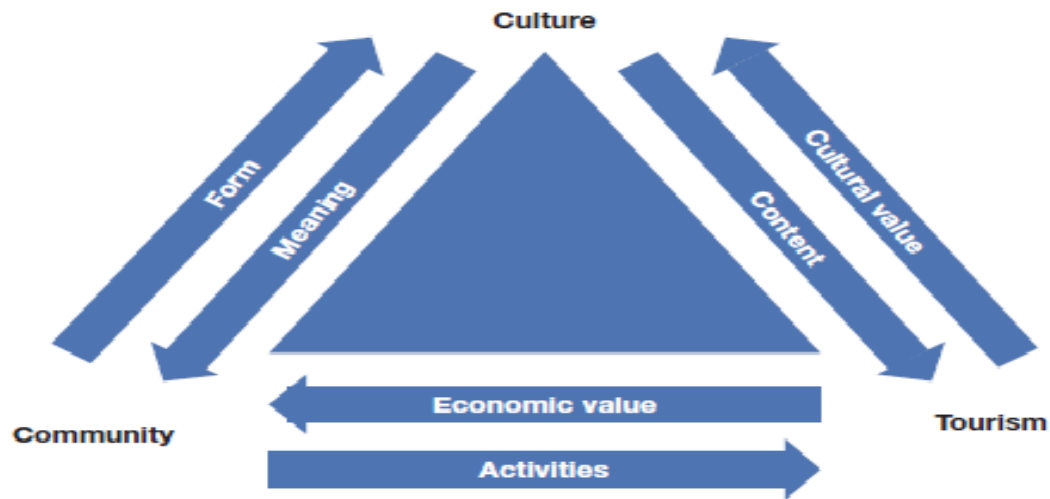 Culture
Form
Meaning
Content
Cultural value
Economic value
Community
Tourism
Activities